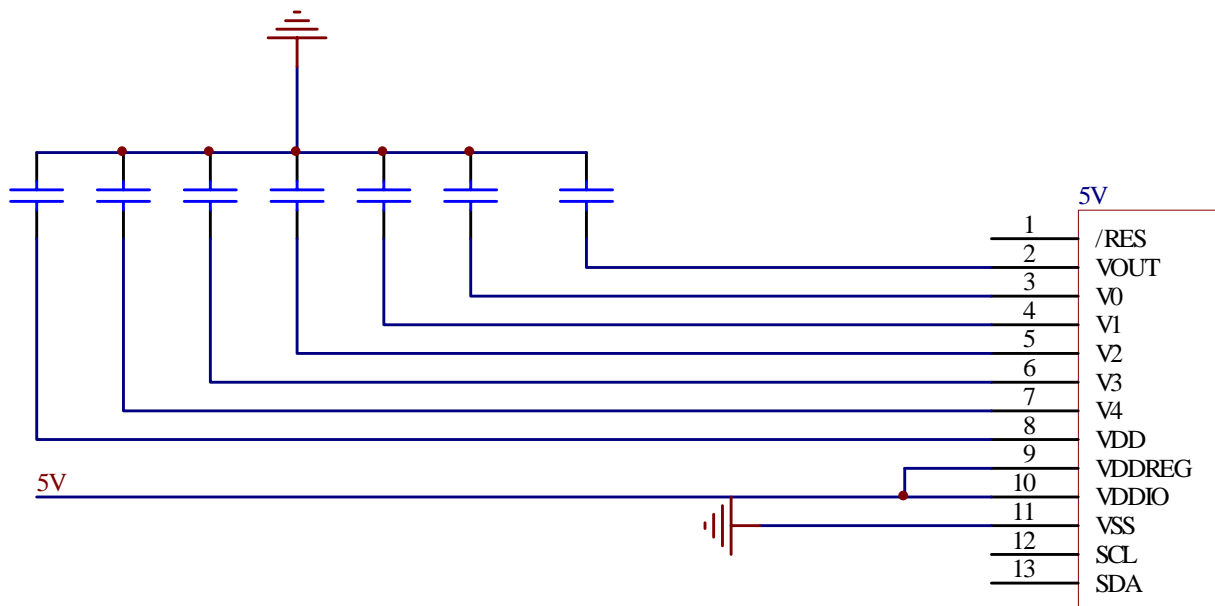 5V
1 /RES
2 VOUT
3 V0
4 V1
5 V2
6 V3
7 V4
8 VDD
9 VDDREG
5V
10 VDDIO
11 VSS
12 SCL
13 SDA